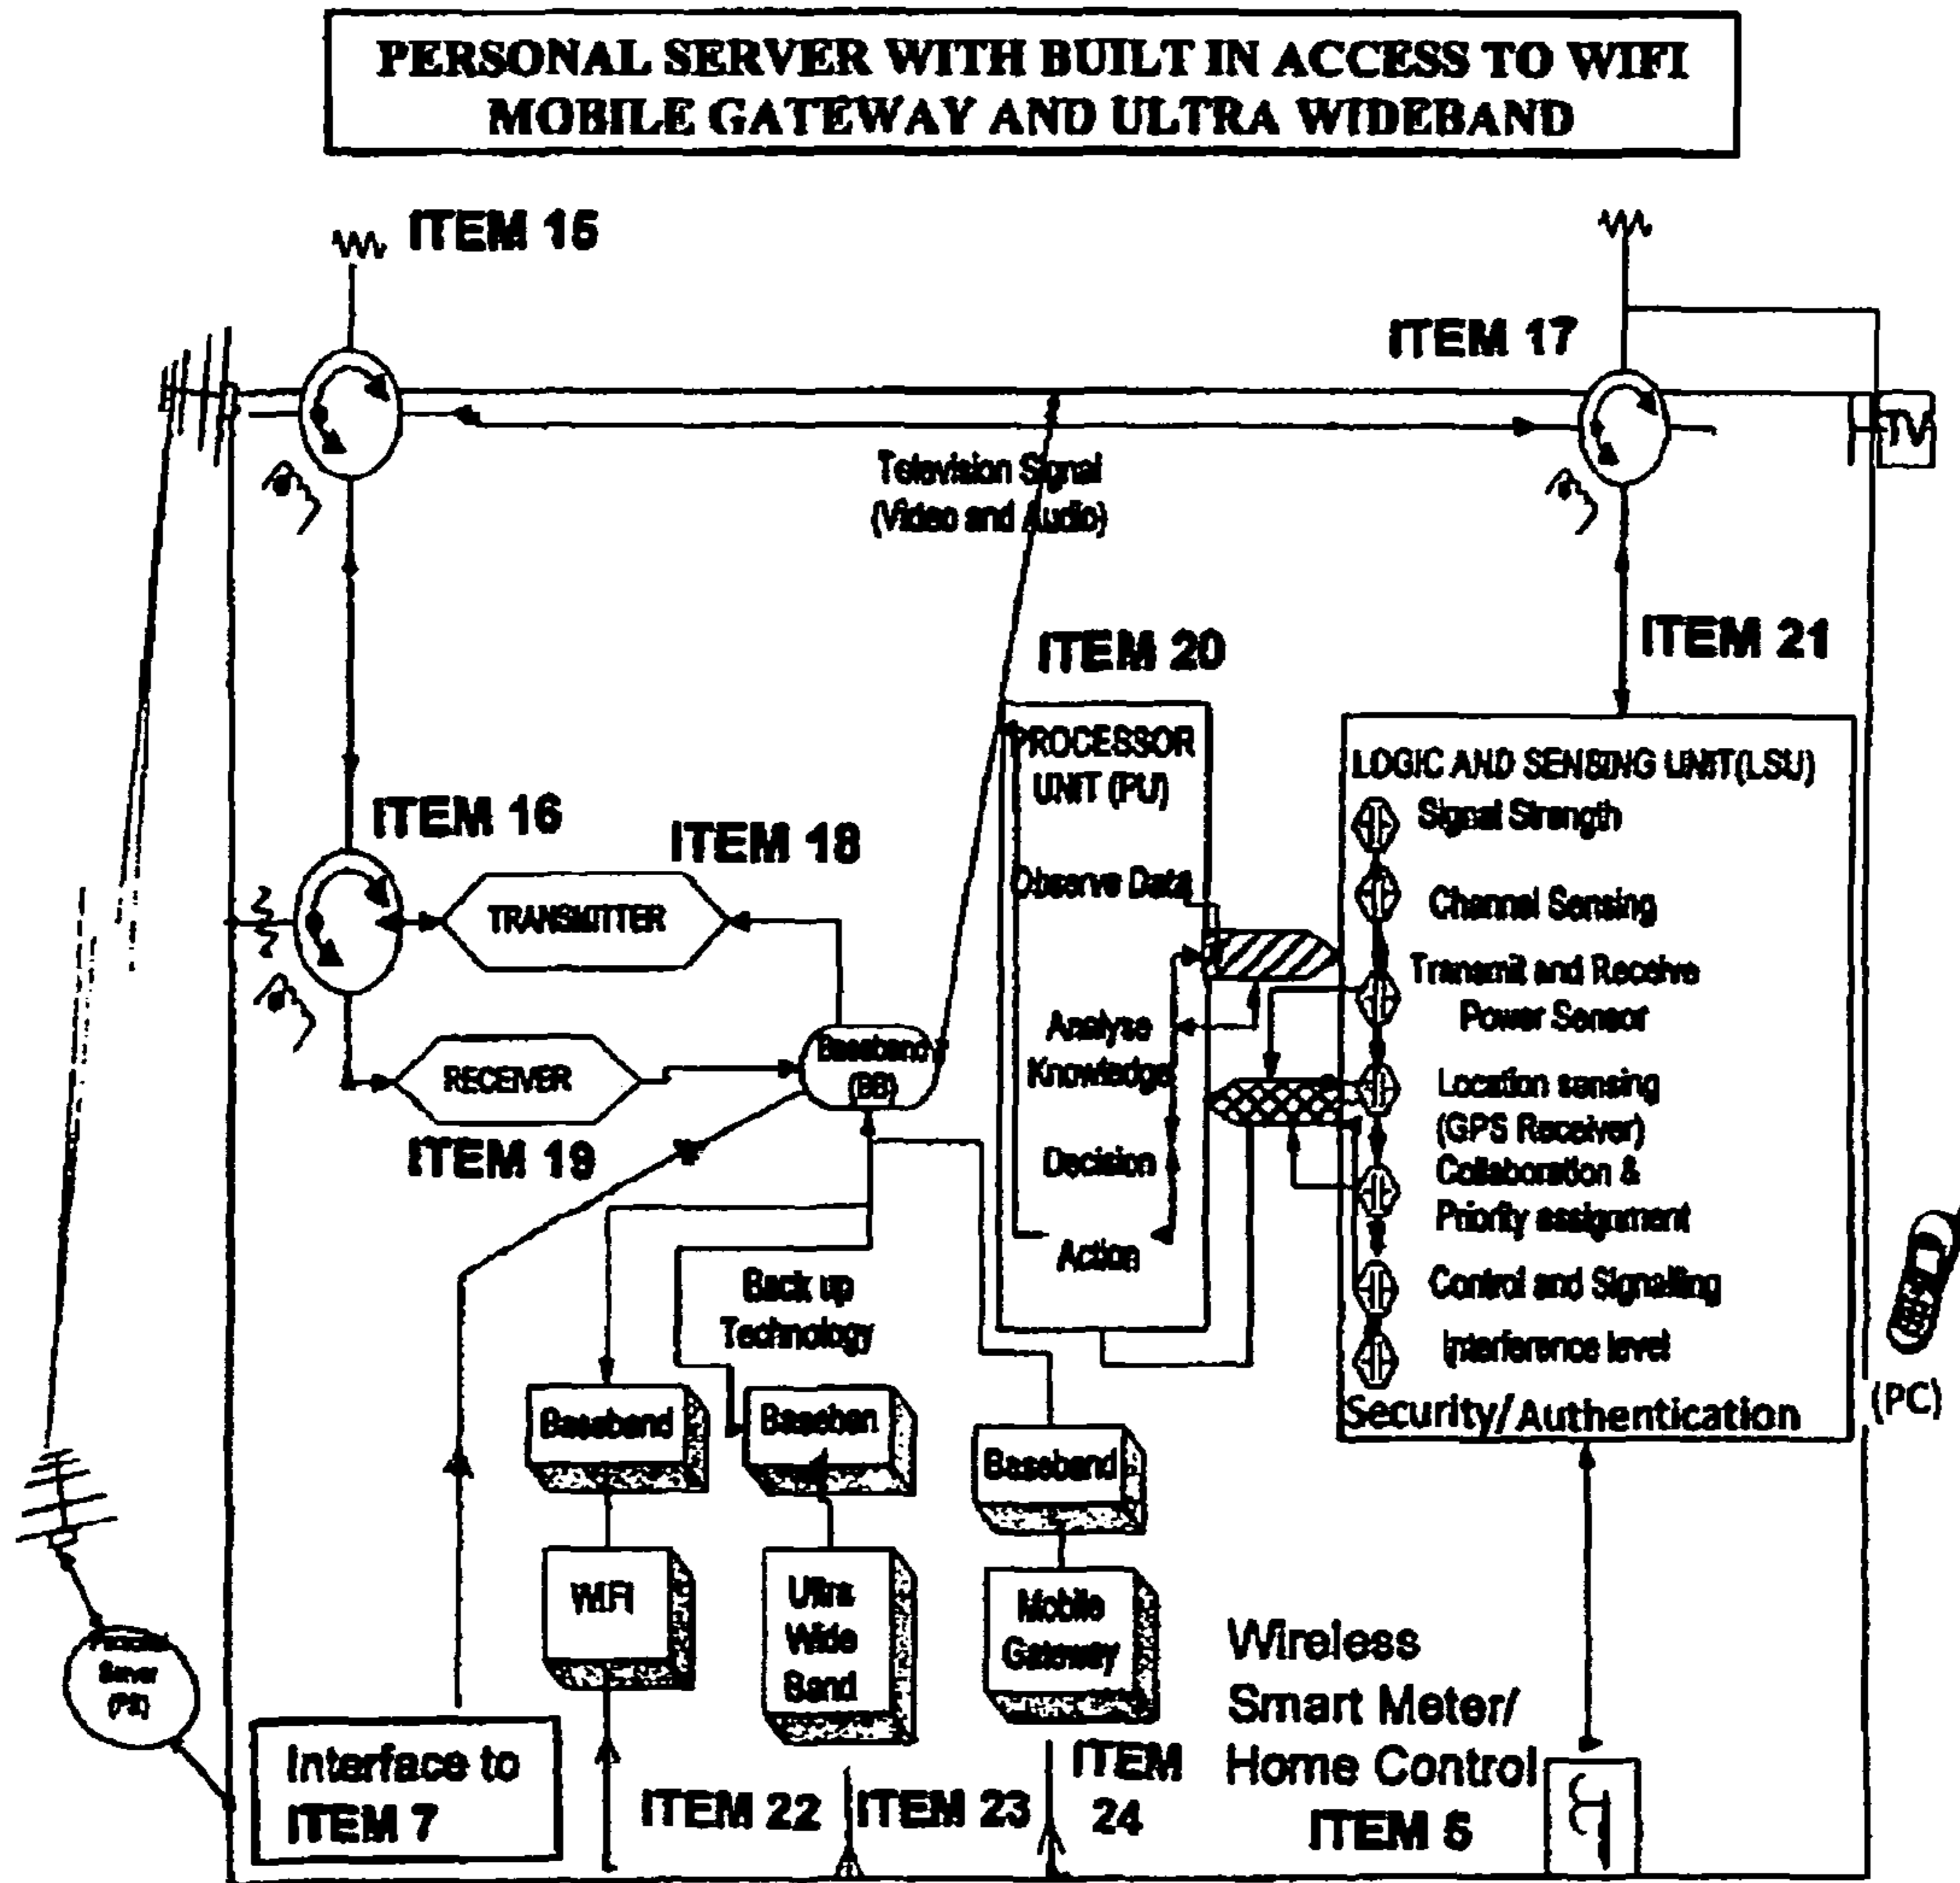 PERSONAL SERVER WITH BUILT IN ACCESS TO WIFI
MOBILE GATEWAY AND ULTRA WIDEBAND
ITEM 15
ITEM 17
TV
Television Signal
(Video and Audio)
ITEM 20
ITEM 21
PROCESSOR
UNIT (PU)
Observe Data
Analyse
Knowledge
Decision
Action
LOGIC AND SENSING UNIT(LSU)
Signal Strength
Channel Sensing
Transmit and Receive
Power Sensor
Location sensing
(GPS Receiver)
Collaboration &
Priority assignment
Control and Signalling
Interference level
Security/Authentication
(PC)
ITEM 16
ITEM 18
TRANSMITTER
RECEIVER
ITEM 19
Baseband
(BB)
Back up
Technology
Baseband
Baseban
Baseband
WiFi
Ultra
Wide
Band
Mobile
Gateway
Server
Interface to
ITEM 7
ITEM 22
ITEM 23
ITEM
24
Wireless
Smart Meter/
Home Control